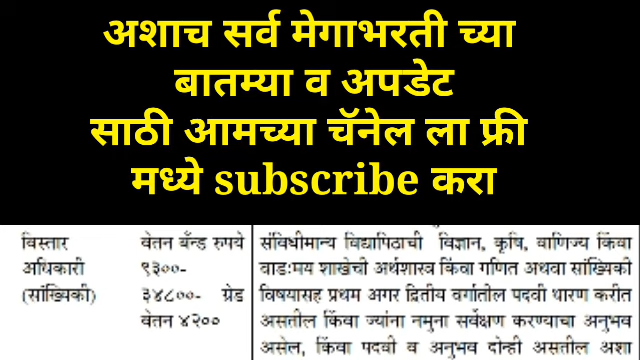 अशाच सर्व मेगाभरती च्या
बातम्या व अपडेट
साठी आमच्या चॅनेल ला फ्री
मध्ये subscribe करा
विस्तार
अधिकारी
(सांख्यिकी)
वेतन बँन्ड रुपये
९३००-
३४८००- ग्रेड
वेतन ४२००
संविधीमान्य विद्यापिठाची विज्ञान, कृषि, वाणिज्य किंवा
वाडःमय शाखेची अर्थशास्त्र किंवा गणित अथवा सांख्यिकी
विषयासह प्रथम अगर द्वितीय वर्गातील पदवी धारण करीत
असतील किंवा ज्यांना नमुना सर्वेक्षण करण्याचा अनुभव
असेल, किंवा पदवी व अनुभव दोन्ही असतील अशा